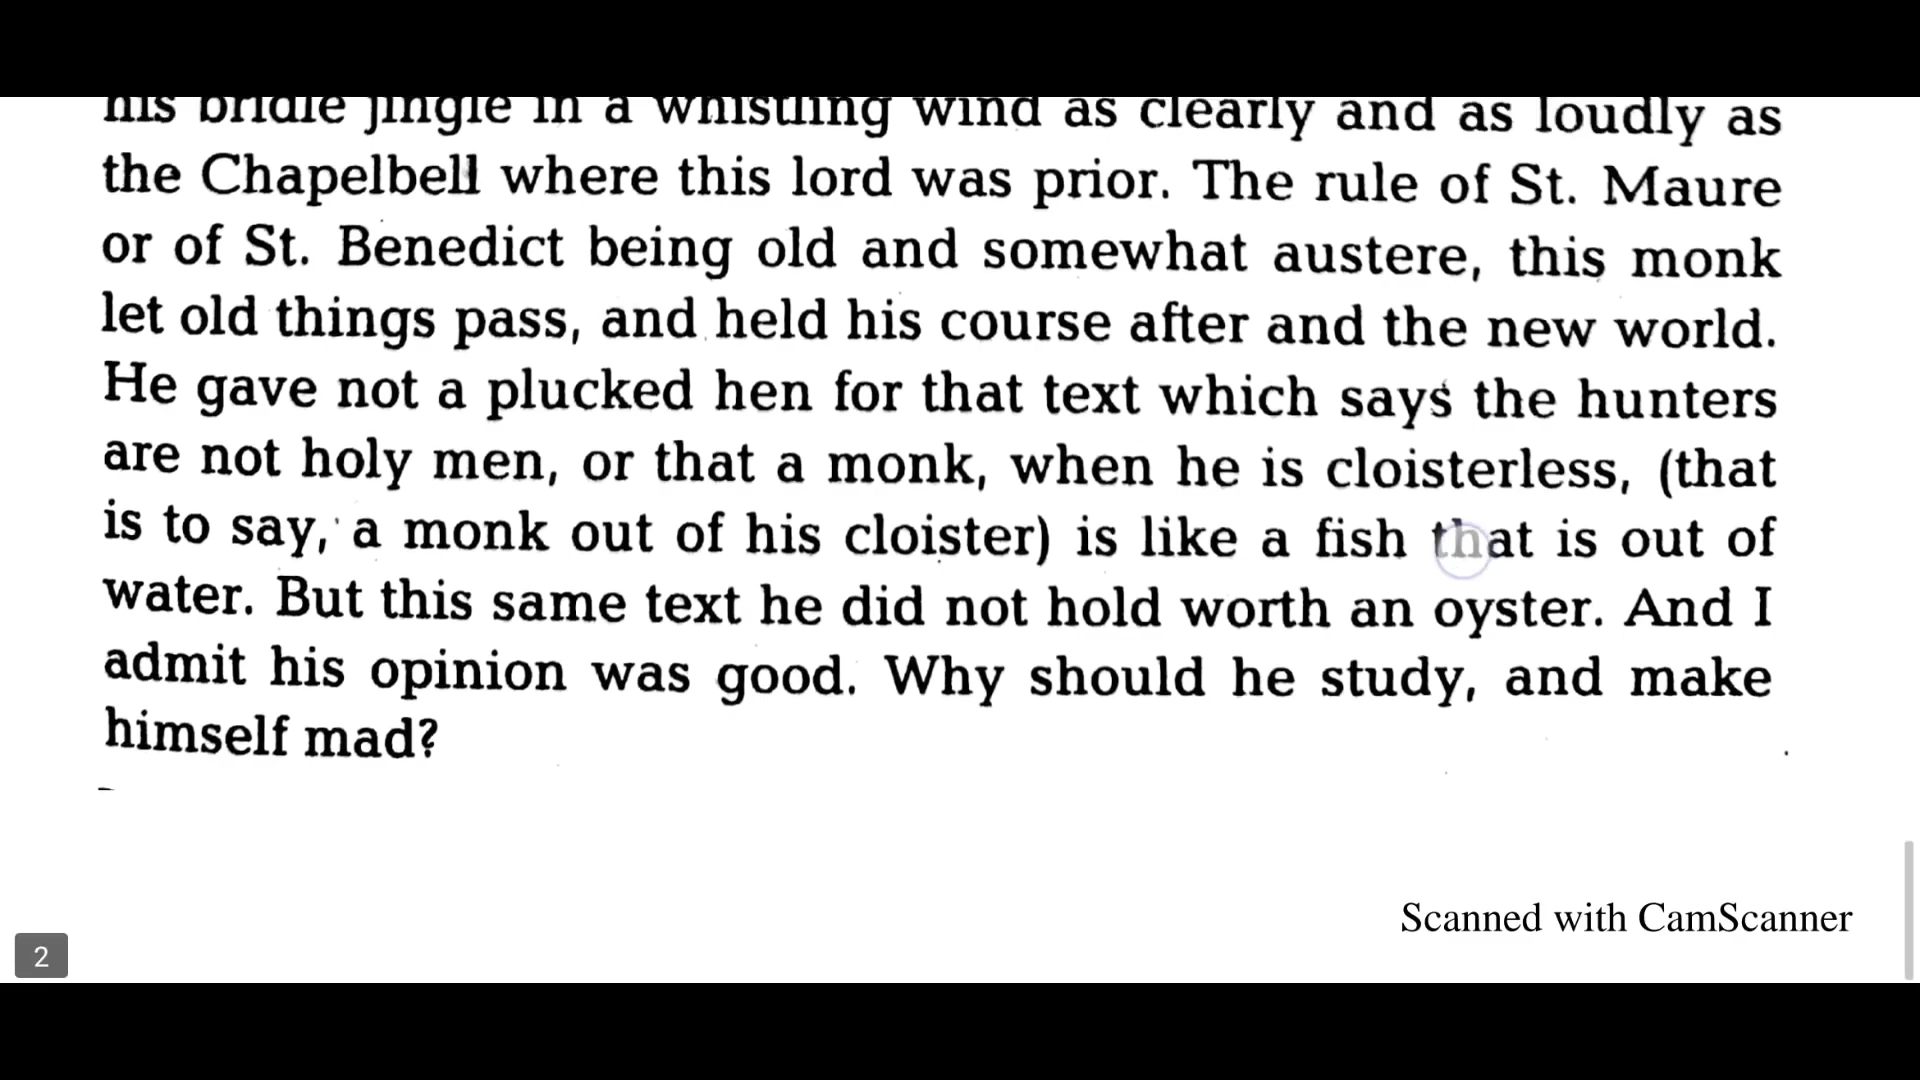 his bridle jingle in a whistling wind as clearly and as loudly as
the Chapelbell where this lord was prior. The rule of St. Maure
or of St. Benedict being old and somewhat austere, this monk
let old things pass, and held his course after and the new world.
He gave not a plucked hen for that text which says the hunters
are not holy men, or that a monk, when he is cloisterless, (that
is to say, a monk out of his cloister) is like a fish that is out of
water. But this same text he did not hold worth an oyster. And I
admit his opinion was good. Why should he study, and make
himself mad?
Scanned with CamScanner
2